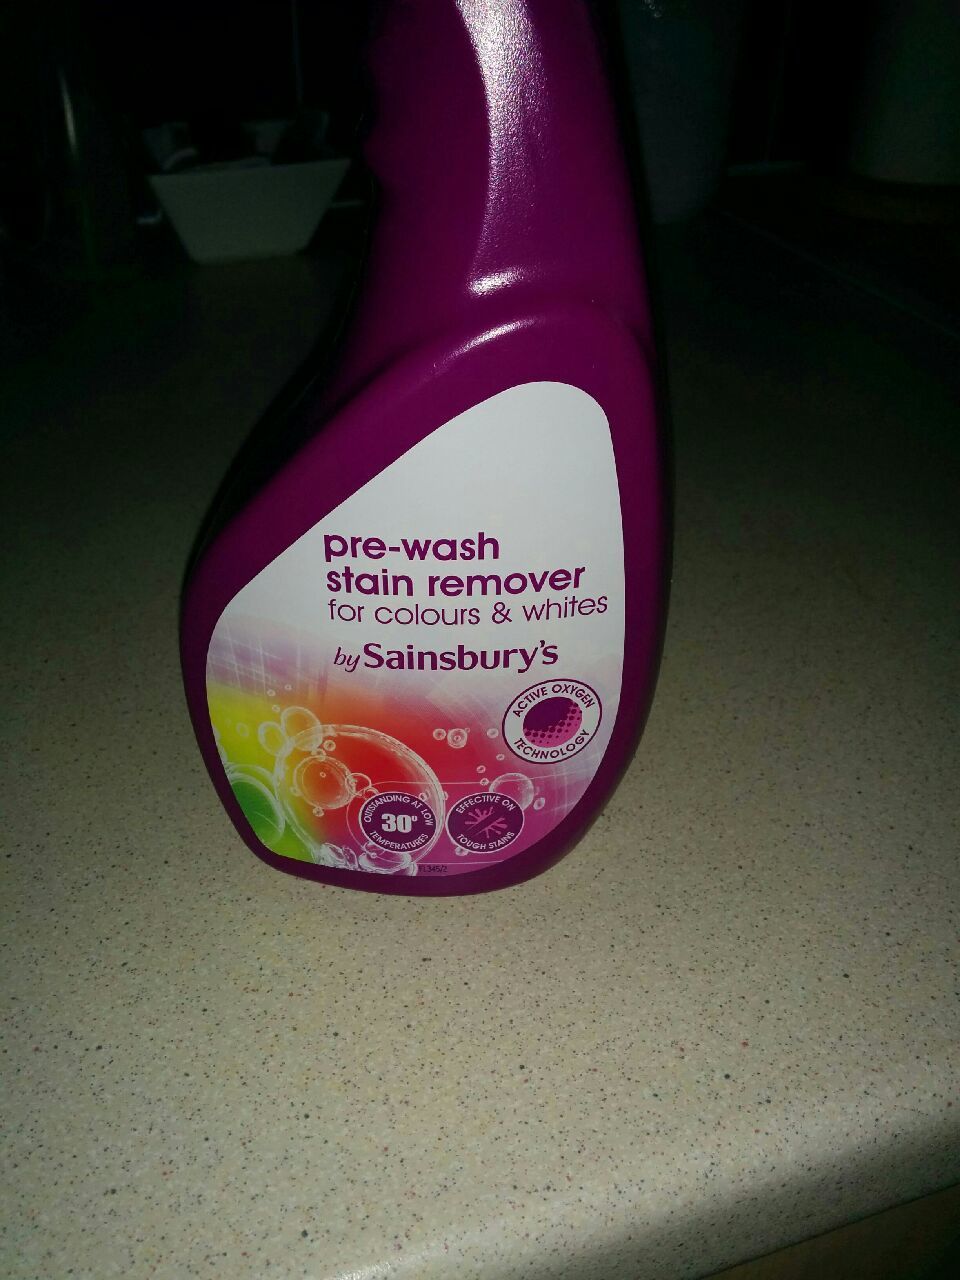 pre-wash
stain remover
for colours & whites
by Sainsbury's
ACTIVE OXYGEN
TECHNOLOGY
OUTSTANDING AT LOW
30°
TEMPERATURES
EFFECTIVE ON
TOUGH STAINS